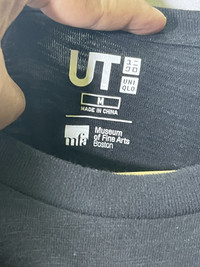 UT
ユニ
クロ
UNI
QLO
M
MADE IN CHINA
mfa
Museum
of Fine Arts
Boston